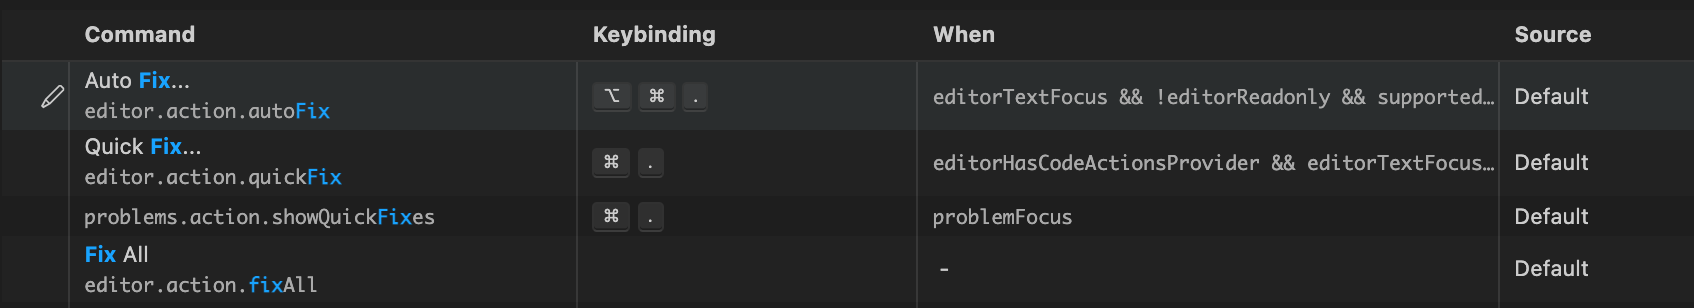 Command Keybinding When Source
Auto Fix...
editor.action.autoFix
⌥ ⌘ . editorTextFocus && !editorReadonly && supported… Default
Quick Fix...
editor.action.quickFix
⌘ . editorHasCodeActionsProvider && editorTextFocus… Default
problems.action.showQuickFixes ⌘ . problemFocus Default
Fix All
editor.action.fixAll
- Default